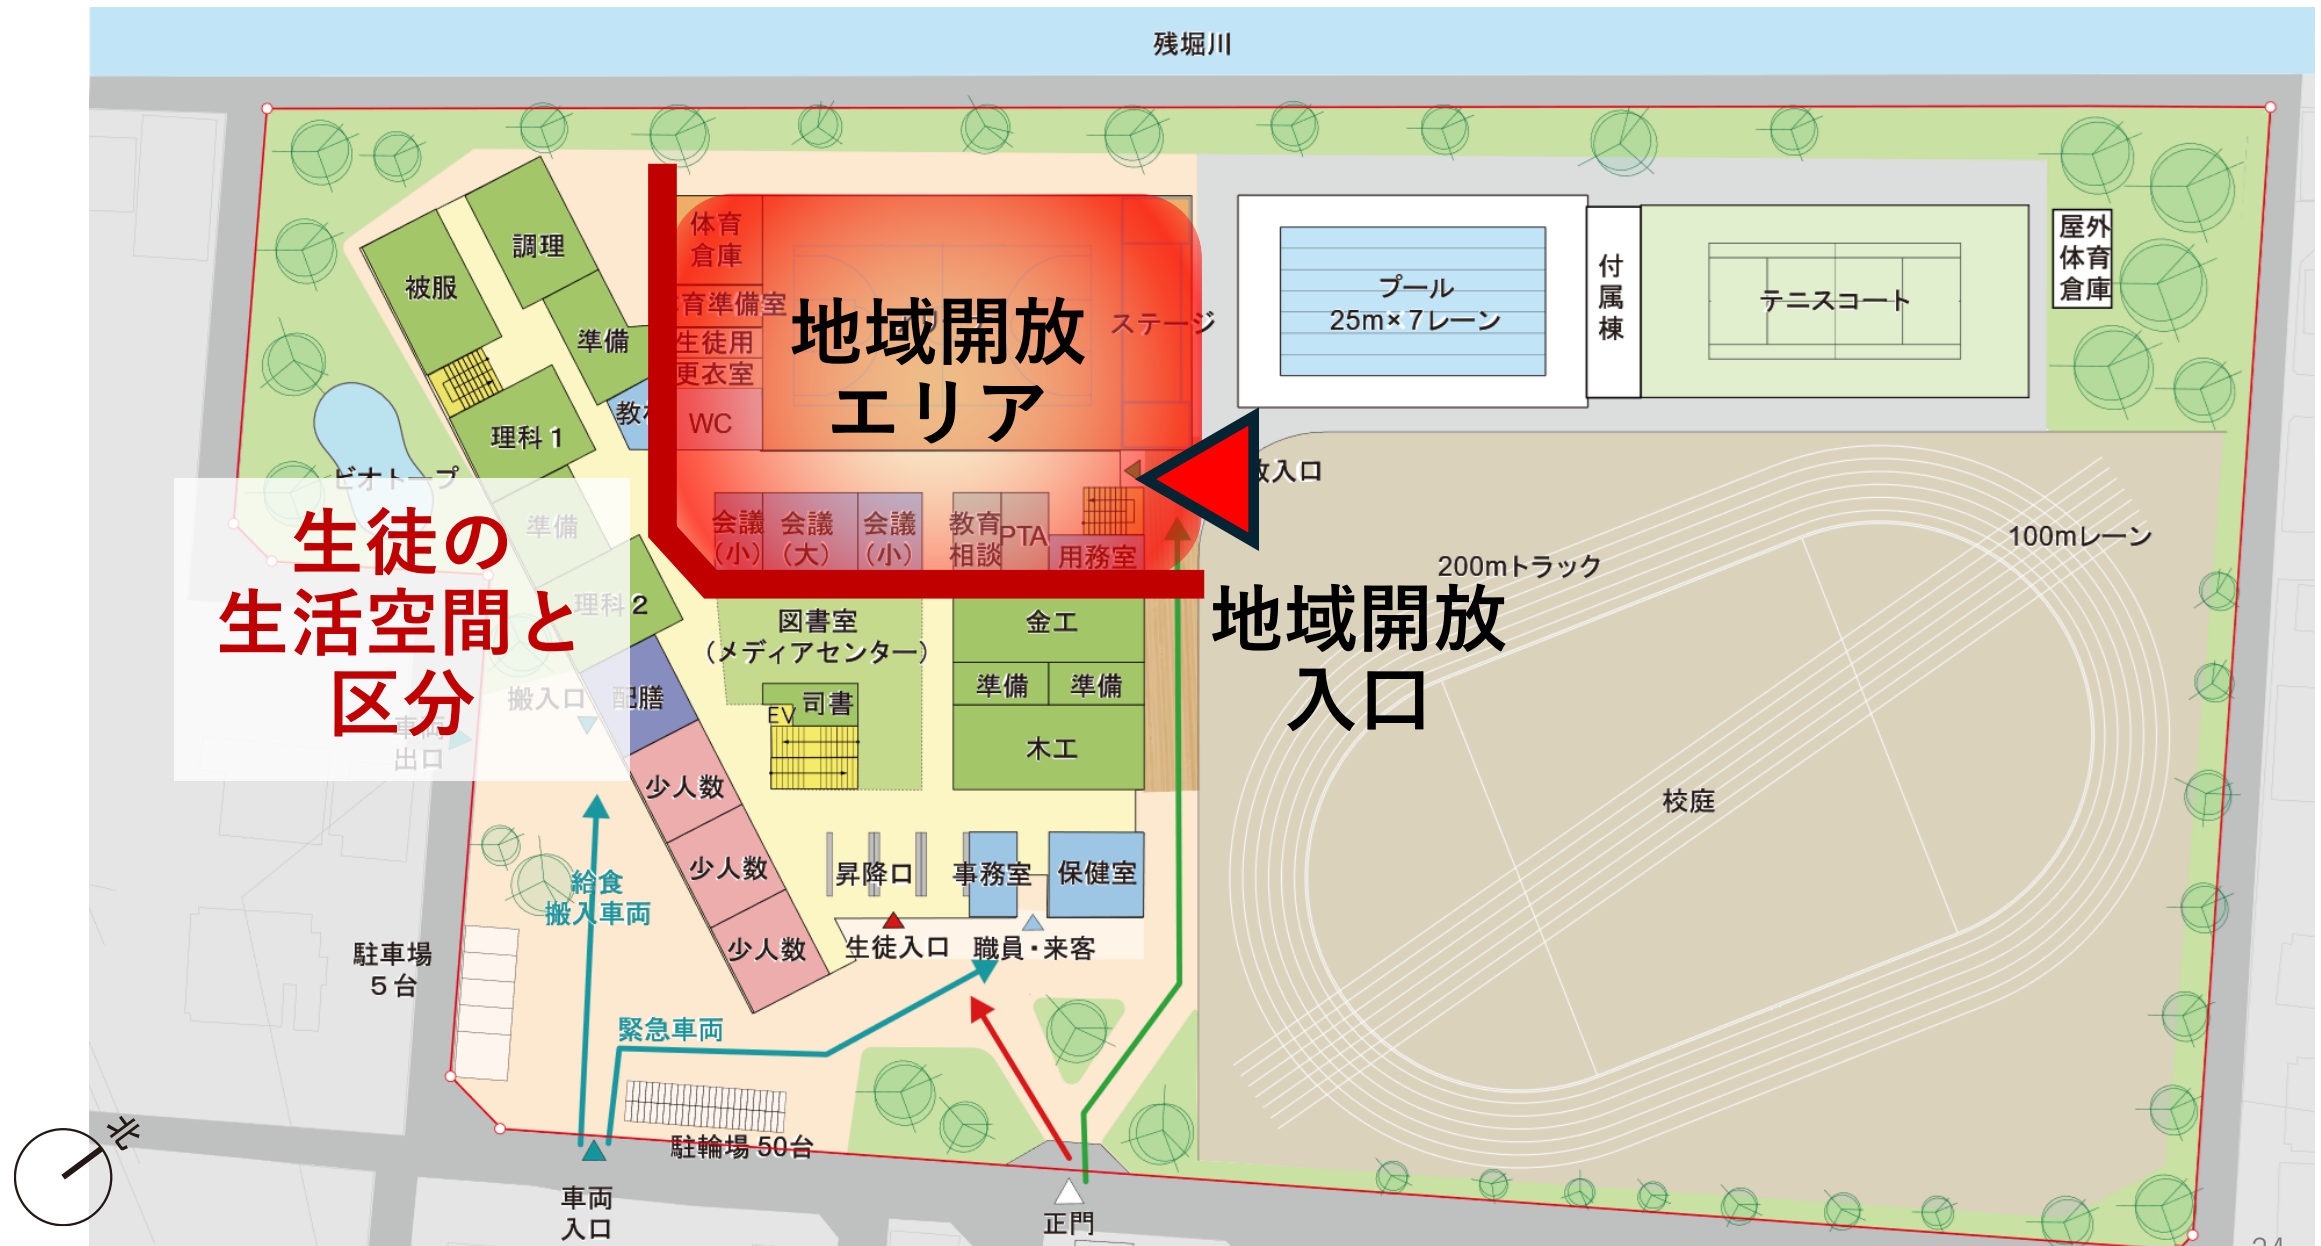 残堀川
体育
倉庫
育準備室
生徒用
更衣室
WC
地域開放
エリア
ステージ
プール
25m×7レーン
付
属
棟
テニスコート
屋外
体育
倉庫
調理
被服
準備
理科1
ビオトープ
準備
理科2
生徒の
生活空間と
区分
搬入口
配膳
車両
出口
会議
(小)
会議
(大)
会議
(小)
教育
相談
PTA
用務室
入口
地域開放
入口
200mトラック
100mレーン
校庭
図書室
(メディアセンター)
司書
EV
金工
準備
準備
木工
少人数
少人数
少人数
昇降口
事務室
保健室
生徒入口
職員・来客
給食
搬入車両
駐車場
5台
緊急車両
駐輪場50台
車両
入口
正門
北